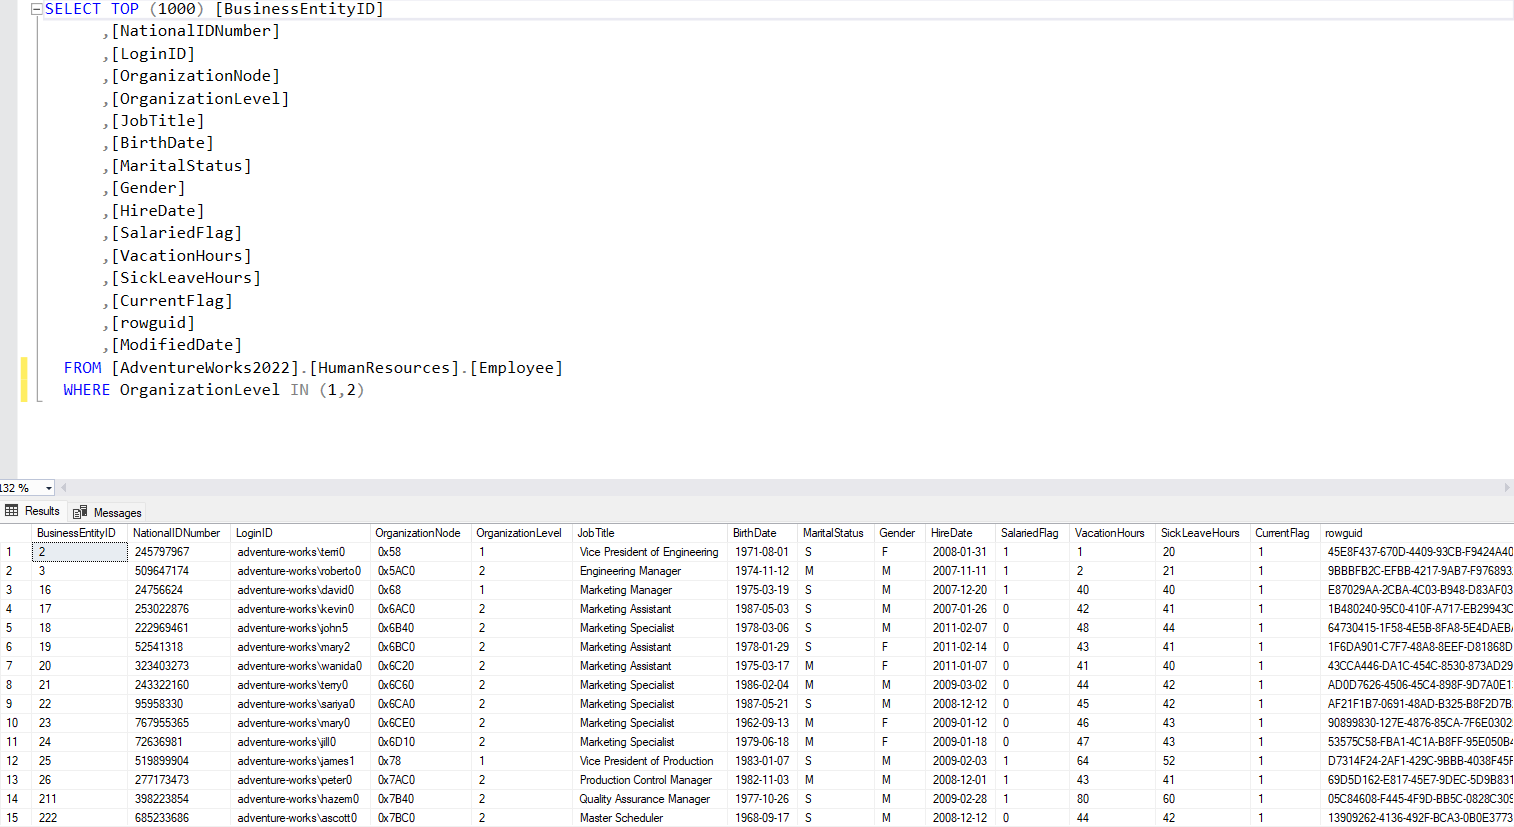 SELECT TOP (1000) [BusinessEntityID]
,[NationalIDNumber]
,[LoginID]
,[OrganizationNode]
,[OrganizationLevel]
,[JobTitle]
,[BirthDate]
,[MaritalStatus]
,[Gender]
,[HireDate]
,[SalariedFlag]
,[VacationHours]
,[SickLeaveHours]
,[CurrentFlag]
,[rowguid]
,[ModifiedDate]
FROM [AdventureWorks2022].[HumanResources].[Employee]
WHERE OrganizationLevel IN (1,2)
132 %
Results Messages
BusinessEntityID NationalIDNumber LoginID OrganizationNode OrganizationLevel JobTitle BirthDate MaritalStatus Gender HireDate SalariedFlag VacationHours SickLeaveHours CurrentFlag rowguid
1 2 245797967 adventure-works\terri0 0x58 1 Vice President of Engineering 1971-08-01 S F 2008-01-31 1 1 20 1 45E8F437-670D-4409-93CB-F9424A40
2 3 509647174 adventure-works\roberto0 0x5AC0 2 Engineering Manager 1974-11-12 M M 2007-11-11 1 2 21 1 9BBBFB2C-EFBB-4217-9AB7-F976893
3 16 24756624 adventure-works\david0 0x68 1 Marketing Manager 1975-03-19 S M 2007-12-20 1 40 40 1 E87029AA-2CBA-4C03-B948-D83AF03
4 17 253022876 adventure-works\kevin0 0x6AC0 2 Marketing Assistant 1987-05-03 S M 2007-01-26 0 42 41 1 1B480240-95C0-410F-A717-EB29943C
5 18 222969461 adventure-works\john5 0x6B40 2 Marketing Specialist 1978-03-06 S M 2011-02-07 0 48 44 1 64730415-1F58-4E5B-8FA8-5E4DAEB
6 19 52541318 adventure-works\mary2 0x6BC0 2 Marketing Assistant 1978-01-29 S F 2011-02-14 0 43 41 1 1F6DA901-C7F7-48A8-8EEF-D81868D
7 20 323403273 adventure-works\wanida0 0x6C20 2 Marketing Assistant 1975-03-17 M F 2011-01-07 0 41 40 1 43CCA446-DA1C-454C-8530-873AD29
8 21 243322160 adventure-works\terry0 0x6C60 2 Marketing Specialist 1986-02-04 M M 2009-03-02 0 44 42 1 AD0D7626-4506-45C4-898F-9D7A0E1
9 22 95958330 adventure-works\sariya0 0x6CA0 2 Marketing Specialist 1987-05-21 S M 2008-12-12 0 45 42 1 AF21F1B7-0691-48AD-B325-B8F2D7B
10 23 767955365 adventure-works\mary0 0x6CE0 2 Marketing Specialist 1962-09-13 M F 2009-01-12 0 46 43 1 90899830-127E-4876-85CA-7F6E0302
11 24 72636981 adventure-works\jill0 0x6D10 2 Marketing Specialist 1979-06-18 M F 2009-01-18 0 47 43 1 53575C58-FBA1-4C1A-B8FF-95E050B4
12 25 519899904 adventure-works\james1 0x78 1 Vice President of Production 1983-01-07 S M 2009-02-03 1 64 52 1 D7314F24-2AF1-429C-9BBB-4038F45F
13 26 277173473 adventure-works\peter0 0x7AC0 2 Production Control Manager 1982-11-03 M M 2008-12-01 1 43 41 1 69D5D162-E817-45E7-9DEC-5D9B831
14 211 398223854 adventure-works\hazem0 0x7B40 2 Quality Assurance Manager 1977-10-26 S M 2009-02-28 1 80 60 1 05C84608-F445-4F9D-BB5C-0828C309
15 222 685233686 adventure-works\ascott0 0x7BC0 2 Master Scheduler 1968-09-17 S M 2008-12-12 0 44 42 1 13909262-4136-492F-BCA3-0B0E3773